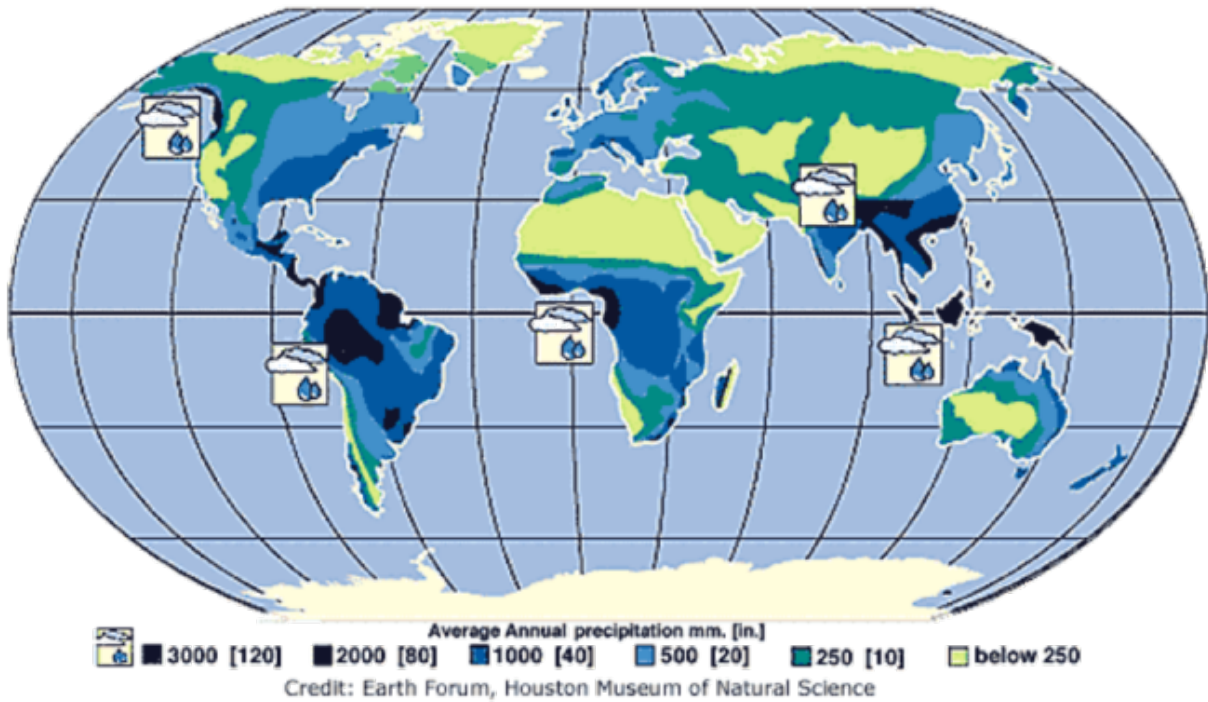 Average Annual precipitation mm. [in.]
3000 [120] 2000 [80] 1000 [40] 500 [20] 250 [10] below 250
Credit: Earth Forum, Houston Museum of Natural Science